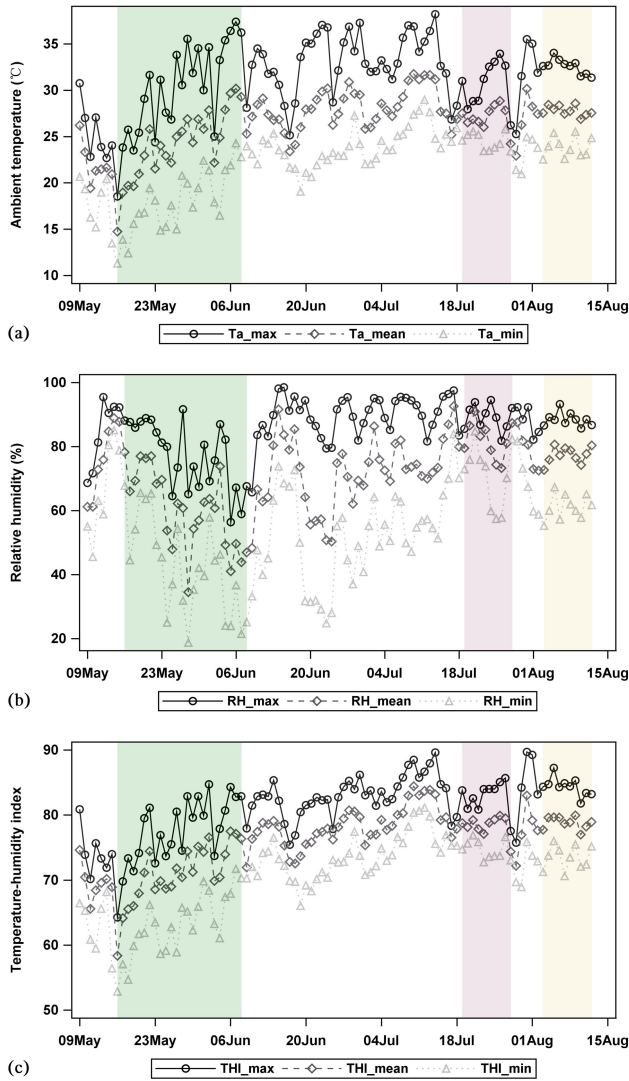 Ambient temperature (℃)
35
30
25
20
15
10
09May 23May 06Jun 20Jun 04Jul 18Jul 01Aug 15Aug
(a)
Ta_max Ta_mean Ta_min
Relative humidity (%)
100
80
60
40
20
09May 23May 06Jun 20Jun 04Jul 18Jul 01Aug 15Aug
(b)
RH_max RH_mean RH_min
Temperature-humidity index
90
80
70
60
50
09May 23May 06Jun 20Jun 04Jul 18Jul 01Aug 15Aug
(c)
THI_max THI_mean THI_min